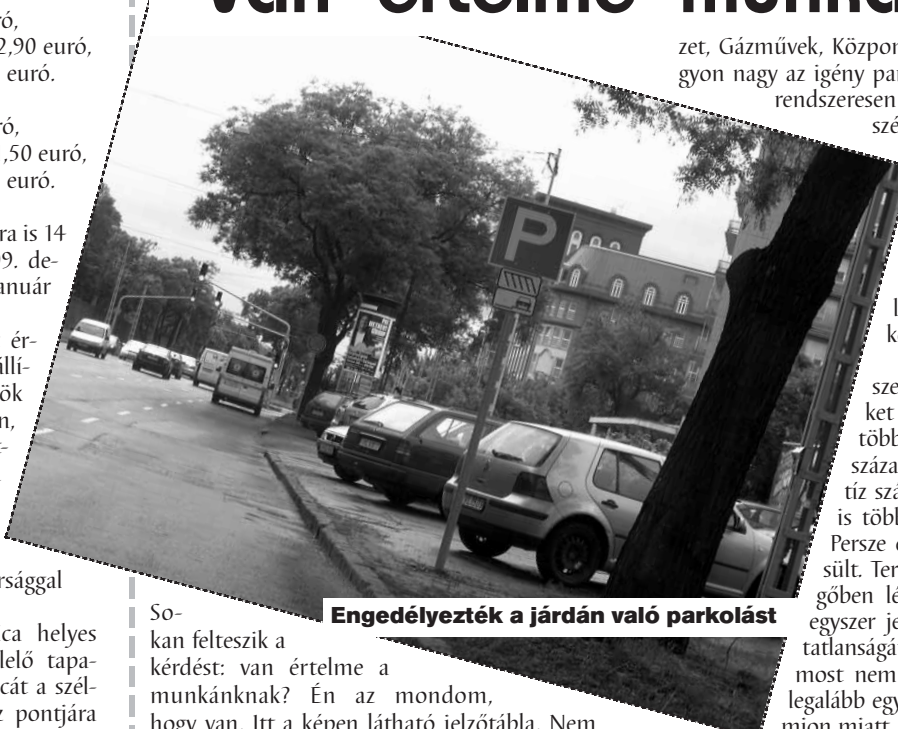 van értelme munká
ró,
2,90 euró,
euró.
ró,
,50 euró,
euró.
ra is 14
9. de-
anuár
ér-
állí-
ök
n,
rsággal
ca helyes
lelő tapa-
cát a szél-
z pontjára
P
Engedélyezték a járdán való parkolást
So-
kan felteszik a
kérdést: van értelme a
munkánknak? Én az mondom,
hogy van. Itt a képen látható jelzőtábla. Nem
zet, Gázművek, Közpon
gyon nagy az igény par
rendszeresen
szé
k
sze
ket
több
száza
tíz szá
is több
Persze
sült. Ter
gőben lé
egyszer je
tatlanságá
most nem
legalább egy
mion miatt